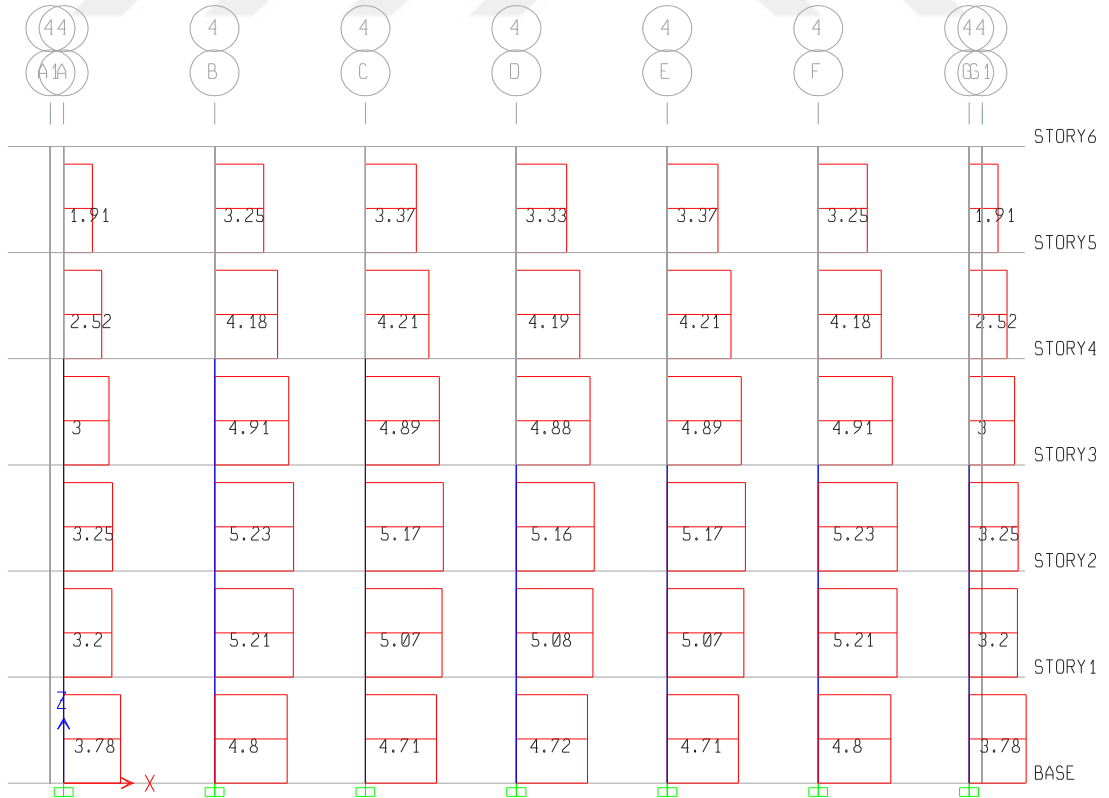 4 4 4 4 4 4 4 4 4
A1 A B C D E F G G1
STORY6
1.91 3.25 3.37 3.33 3.37 3.25 1.91
STORY5
2.52 4.18 4.21 4.19 4.21 4.18 2.52
STORY4
3 4.91 4.89 4.88 4.89 4.91 3
STORY3
3.25 5.23 5.17 5.16 5.17 5.23 3.25
STORY2
3.2 5.21 5.07 5.08 5.07 5.21 3.2
STORY1
Z
3.78 4.8 4.71 4.72 4.71 4.8 3.78
X
BASE